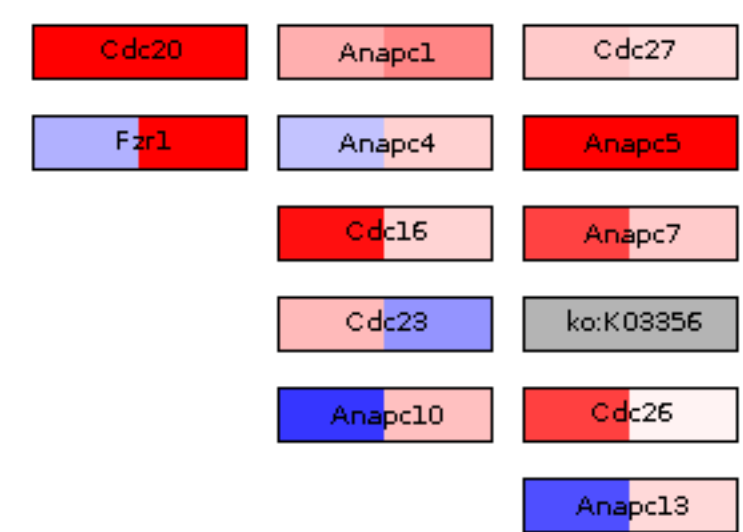 Cdc20 Anapc1 Cdc27
Fzr1 Anapc4 Anapc5
Cdc16 Anapc7
Cdc23 ko:K03356
Anapc10 Cdc26
Anapc13